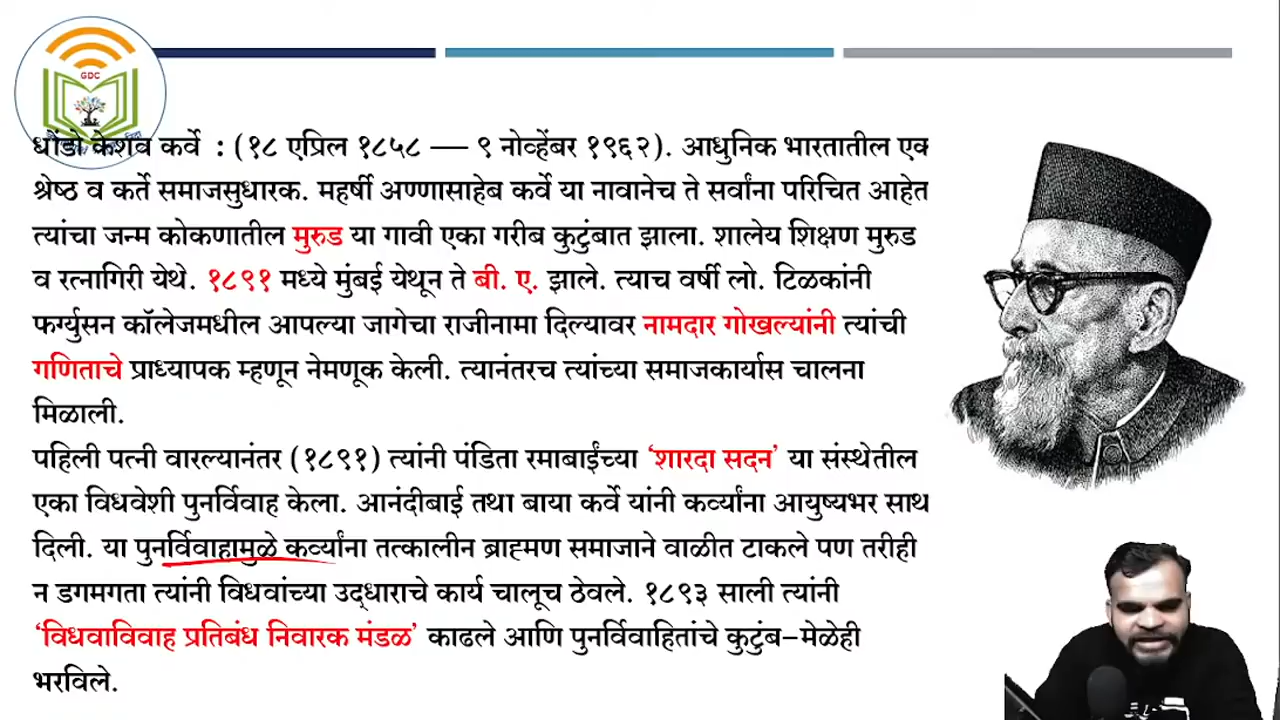 GDC
धोंडो केशव कर्वे : (१८ एप्रिल १८५८ — ९ नोव्हेंबर १९६२). आधुनिक भारतातील एक
श्रेष्ठ व कर्ते समाजसुधारक. महर्षी अण्णासाहेब कर्वे या नावानेच ते सर्वांना परिचित आहेत
त्यांचा जन्म कोकणातील मुरुड या गावी एका गरीब कुटुंबात झाला. शालेय शिक्षण मुरुड
व रत्नागिरी येथे. १८९१ मध्ये मुंबई येथून ते बी. ए. झाले. त्याच वर्षी लो. टिळकांनी
फर्ग्युसन कॉलेजमधील आपल्या जागेचा राजीनामा दिल्यावर नामदार गोखल्यांनी त्यांची
गणिताचे प्राध्यापक म्हणून नेमणूक केली. त्यानंतरच त्यांच्या समाजकार्यास चालना
मिळाली.
पहिली पत्नी वारल्यानंतर (१८९१) त्यांनी पंडिता रमाबाईंच्या ‘शारदा सदन’ या संस्थेतील
एका विधवेशी पुनर्विवाह केला. आनंदीबाई तथा बाया कर्वे यांनी कर्व्यांना आयुष्यभर साथ
दिली. या पुनर्विवाहामुळे कर्व्यांना तत्कालीन ब्राह्मण समाजाने वाळीत टाकले पण तरीही
न डगमगता त्यांनी विधवांच्या उद्धाराचे कार्य चालूच ठेवले. १८९३ साली त्यांनी
‘विधवाविवाह प्रतिबंध निवारक मंडळ’ काढले आणि पुनर्विवाहितांचे कुटुंब–मेळेही
भरविले.